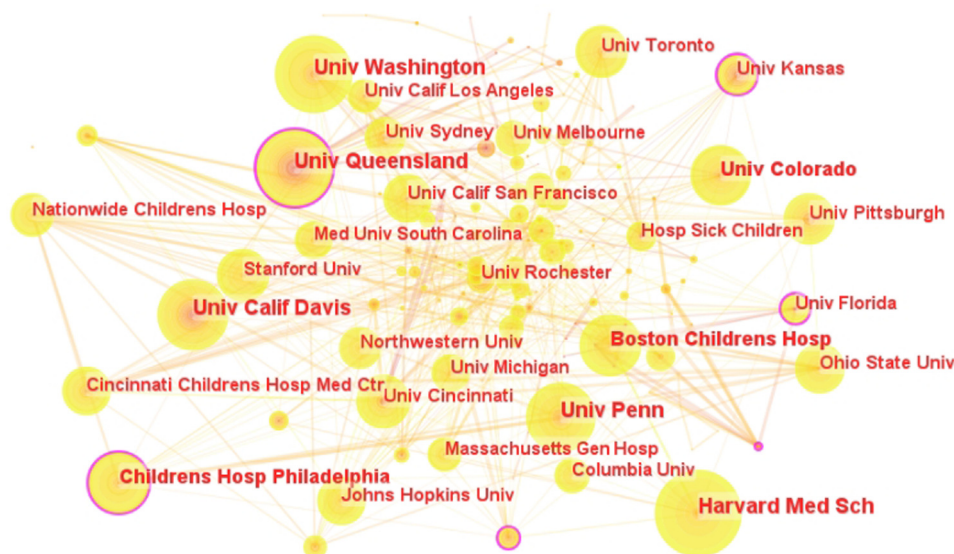 Univ Toronto
Univ Washington
Univ Kansas
Univ Calif Los Angeles
Univ Sydney
Univ Melbourne
Univ Queensland
Univ Colorado
Univ Calif San Francisco
Nationwide Childrens Hosp
Univ Pittsburgh
Med Univ South Carolina
Hosp Sick Children
Stanford Univ
Univ Rochester
Univ Florida
Univ Calif Davis
Boston Childrens Hosp
Northwestern Univ
Ohio State Univ
Univ Michigan
Cincinnati Childrens Hosp Med Ctr
Univ Cincinnati
Univ Penn
Massachusetts Gen Hosp
Columbia Univ
Childrens Hosp Philadelphia
Johns Hopkins Univ
Harvard Med Sch